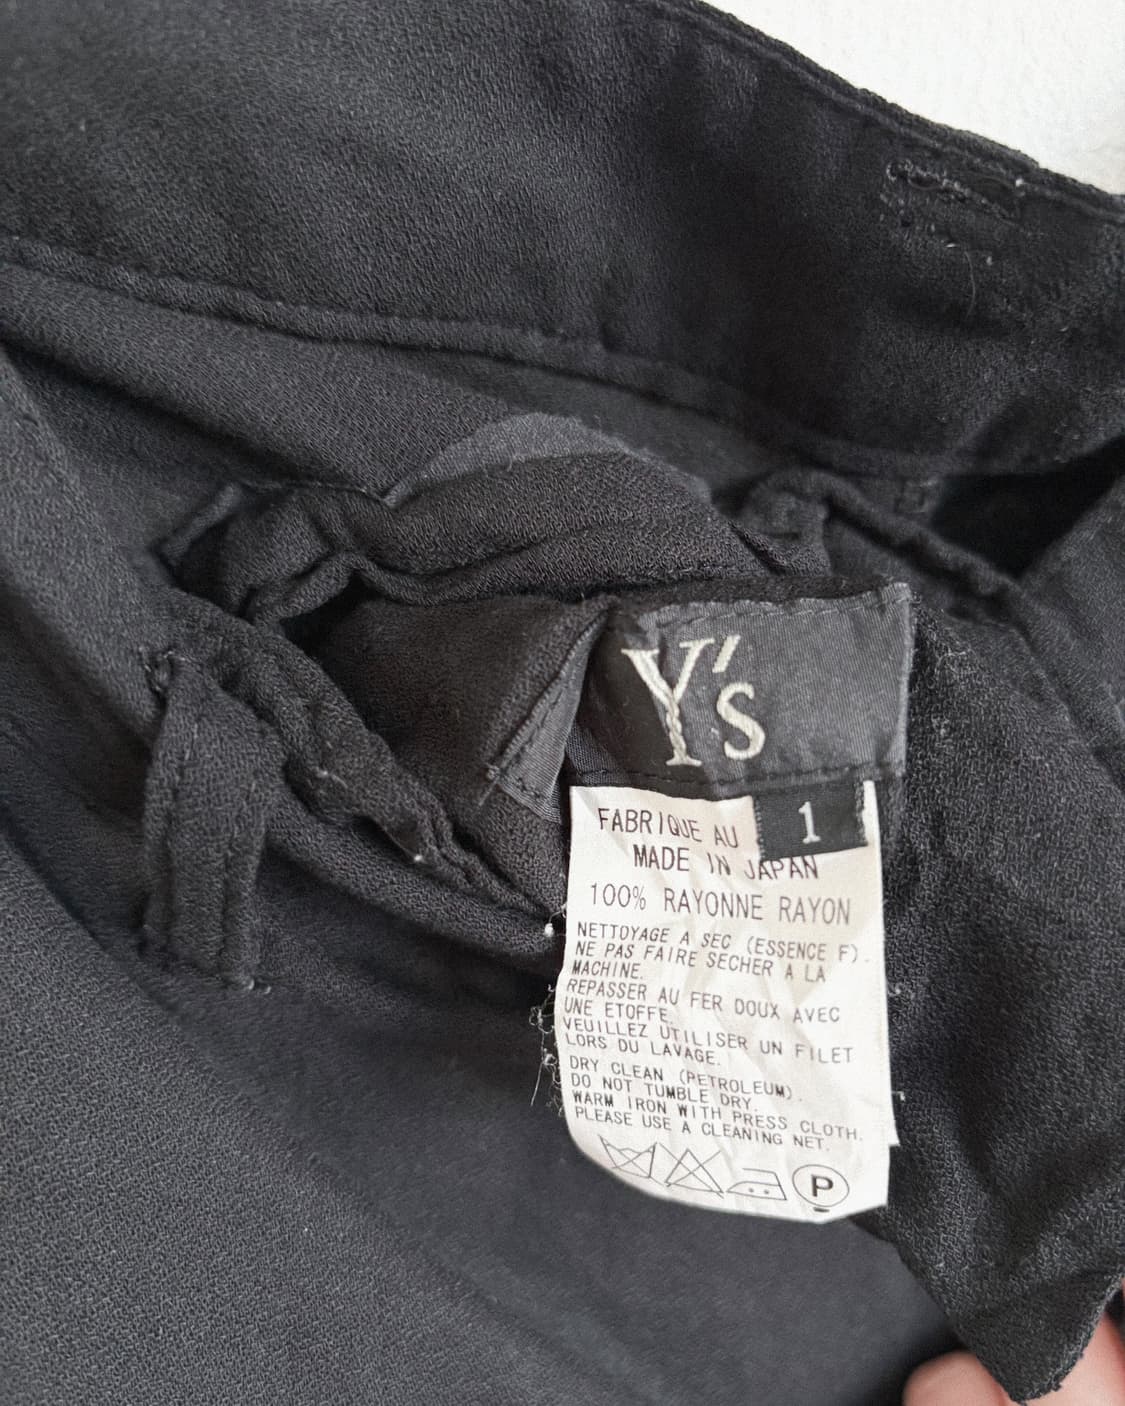 Y's
1
FABRIQUE AU
MADE IN JAPAN
100% RAYONNE RAYON
NETTOYAGE A SEC (ESSENCE F).
NE PAS FAIRE SECHER A LA
MACHINE.
REPASSER AU FER DOUX AVEC
UNE ETOFFE.
VEUILLEZ UTILISER UN FILET
LORS DU LAVAGE.
DRY CLEAN (PETROLEUM).
DO NOT TUMBLE DRY.
WARM IRON WITH PRESS CLOTH.
PLEASE USE A CLEANING NET.
P